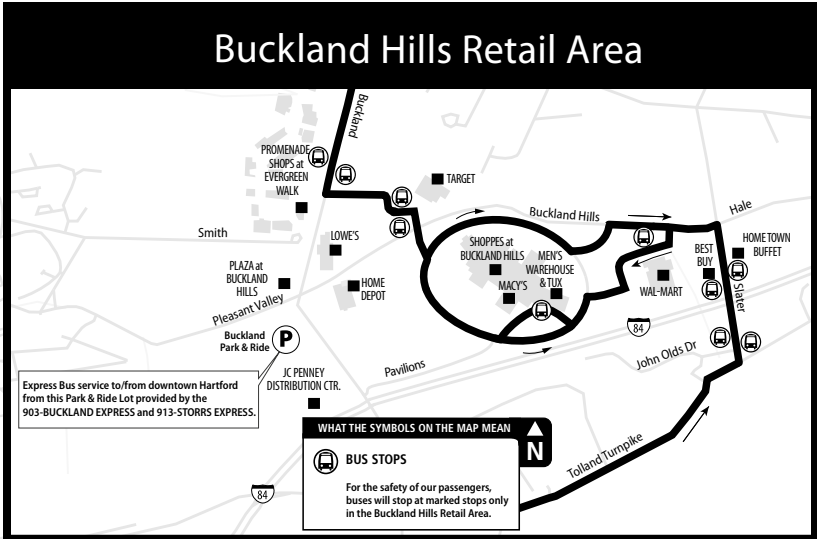 Buckland Hills Retail Area
Buckland
PROMENADE
SHOPS at
EVERGREEN
WALK
TARGET
Smith
LOWE'S
Buckland Hills
Hale
SHOPPES at
BUCKLAND HILLS
MEN'S
WAREHOUSE
& TUX
MACY'S
BEST
BUY
HOME TOWN
BUFFET
PLAZA at
BUCKLAND
HILLS
HOME
DEPOT
WAL-MART
Slater
Pleasant Valley
Buckland
Park & Ride
P
84
John Olds Dr
Pavilions
JC PENNEY
DISTRIBUTION CTR.
Express Bus service to/from downtown Hartford
from this Park & Ride Lot provided by the
903-BUCKLAND EXPRESS and 913-STORRS EXPRESS.
WHAT THE SYMBOLS ON THE MAP MEAN
N
BUS STOPS
For the safety of our passengers,
buses will stop at marked stops only
in the Buckland Hills Retail Area.
Tolland Turnpike
84